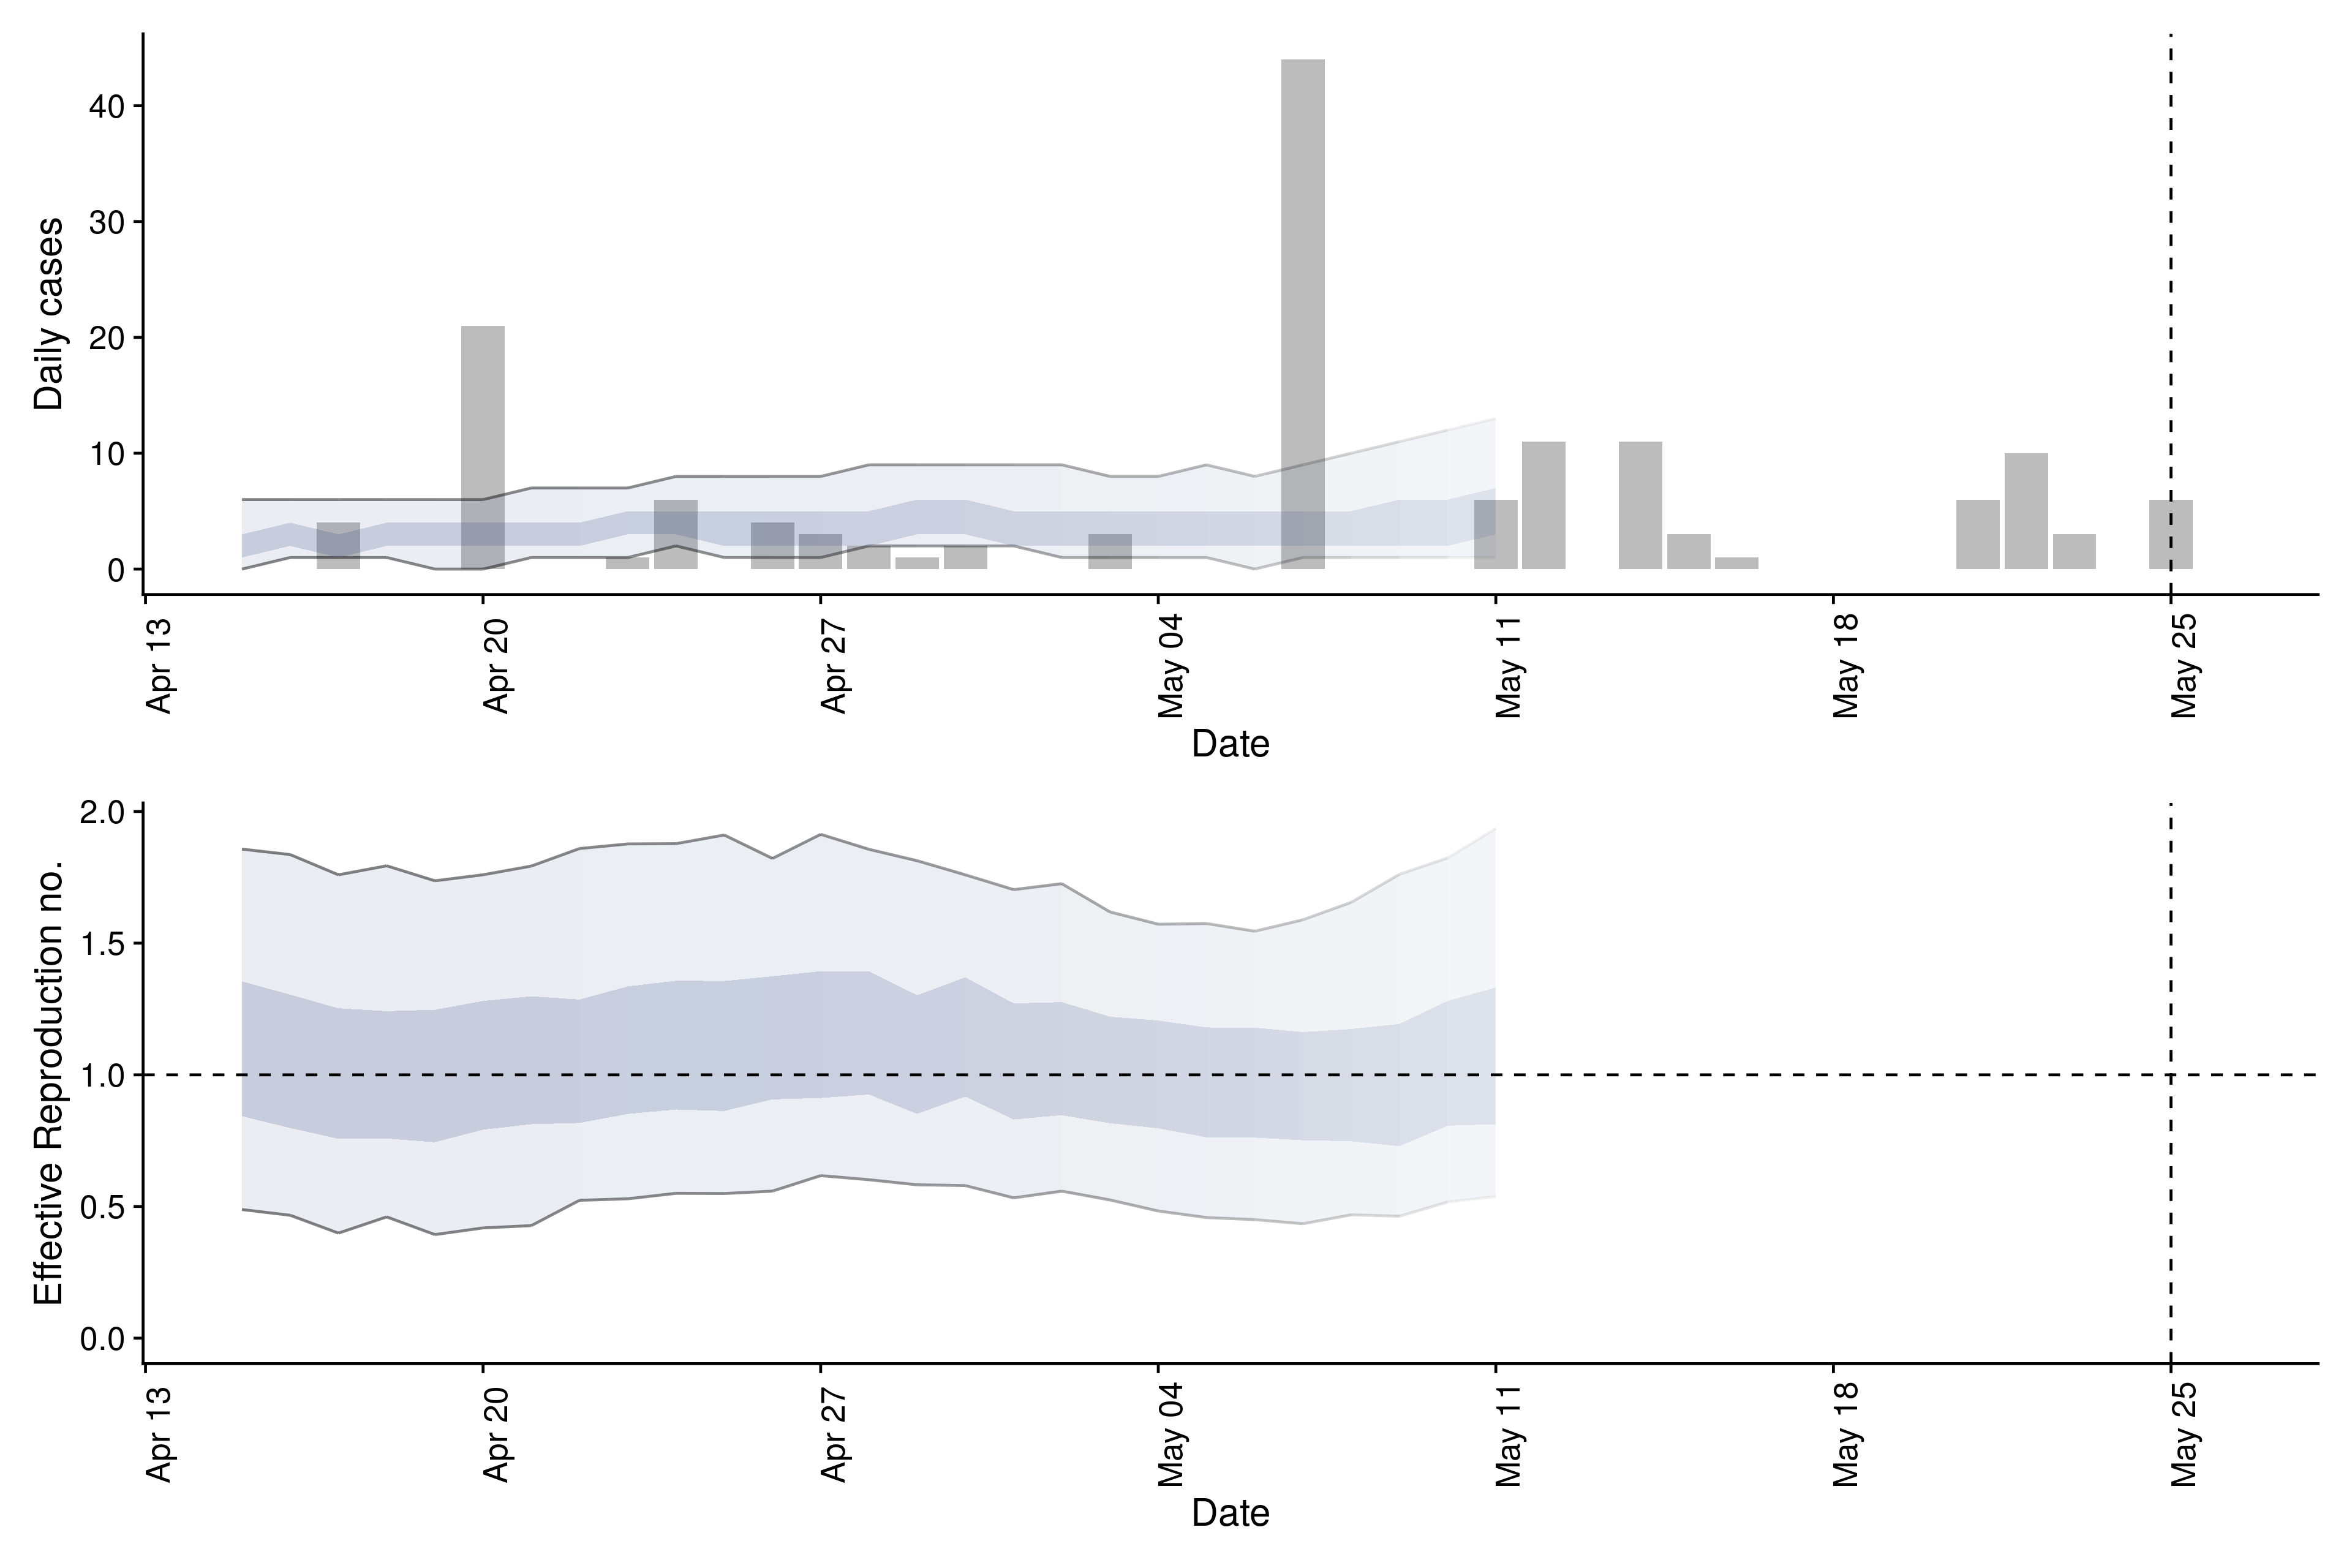 Daily cases
40
30
20
10
0
Apr 13
Apr 20
Apr 27
May 04
May 11
May 18
May 25
Date
Effective Reproduction no.
2.0
1.5
1.0
0.5
0.0
Apr 13
Apr 20
Apr 27
May 04
May 11
May 18
May 25
Date